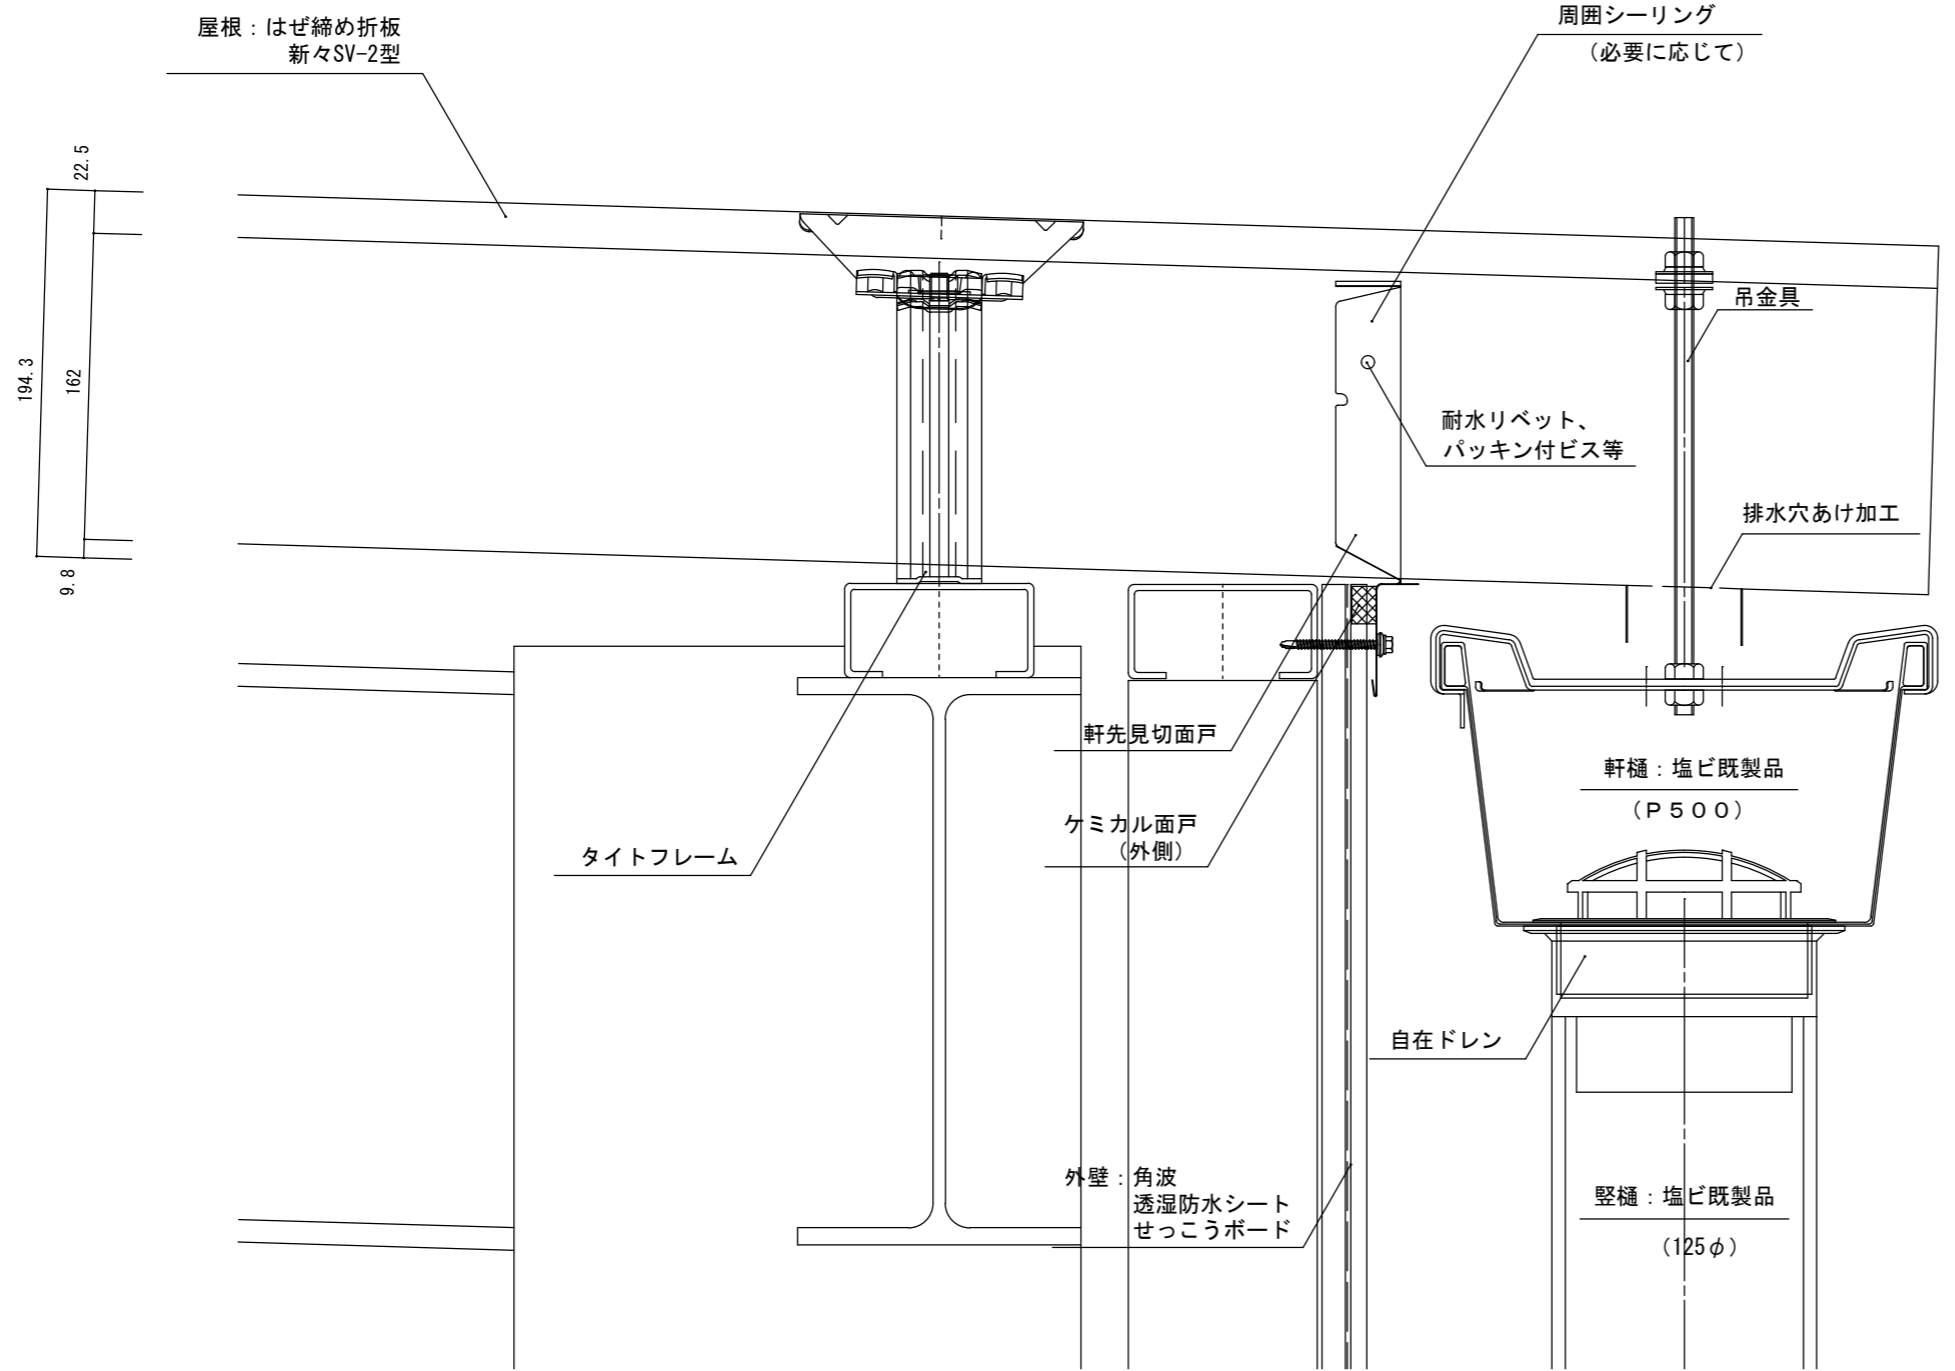 屋根：はぜ締め折板
新々SV-2型
周囲シーリング
（必要に応じて）
22.5
194.3
162
9.8
吊金具
耐水リベット、
パッキン付ビス等
排水穴あけ加工
軒先見切面戸
軒樋：塩ビ既製品
（Ｐ５００）
ケミカル面戸
（外側）
タイトフレーム
自在ドレン
外壁：角波
透湿防水シート
せっこうボード
竪樋：塩ビ既製品
（125φ）